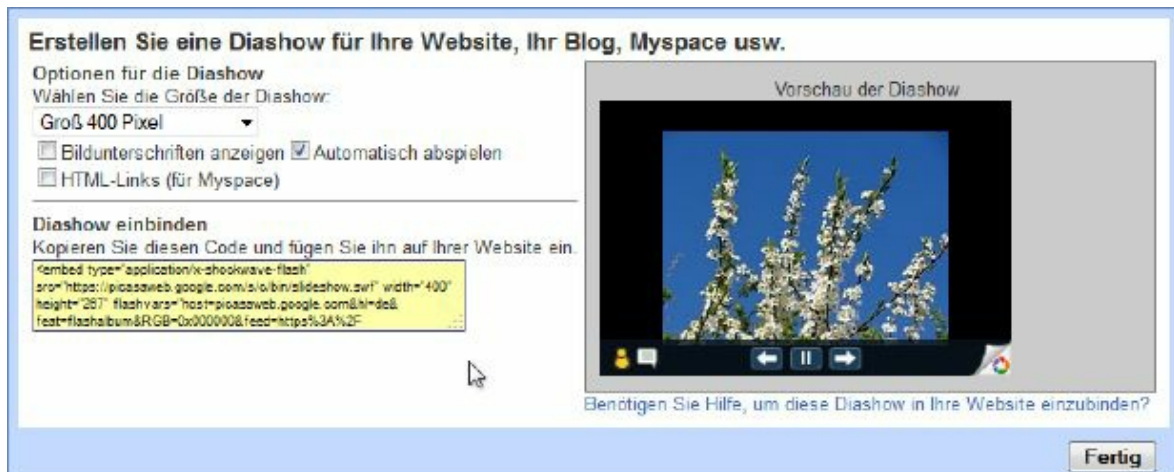 Erstellen Sie eine Diashow für Ihre Website, Ihr Blog, Myspace usw.
Optionen für die Diashow
Wählen Sie die Größe der Diashow:
Groß 400 Pixel
Bildunterschriften anzeigen Automatisch abspielen
HTML-Links (für Myspace)
Diashow einbinden
Kopieren Sie diesen Code und fügen Sie ihn auf Ihrer Website ein.
<embed type="application/x-shockwave-flash"
src="https://picasaweb.google.com/s/c/bin/slideshow.swf" width="400"
height="267" flashvars="host=picasaweb.google.com&hl=de&
feat=flashalbum&RGB=0x000000&feed=https%3A%2F
Vorschau der Diashow
Benötigen Sie Hilfe, um diese Diashow in Ihre Website einzubinden?
Fertig